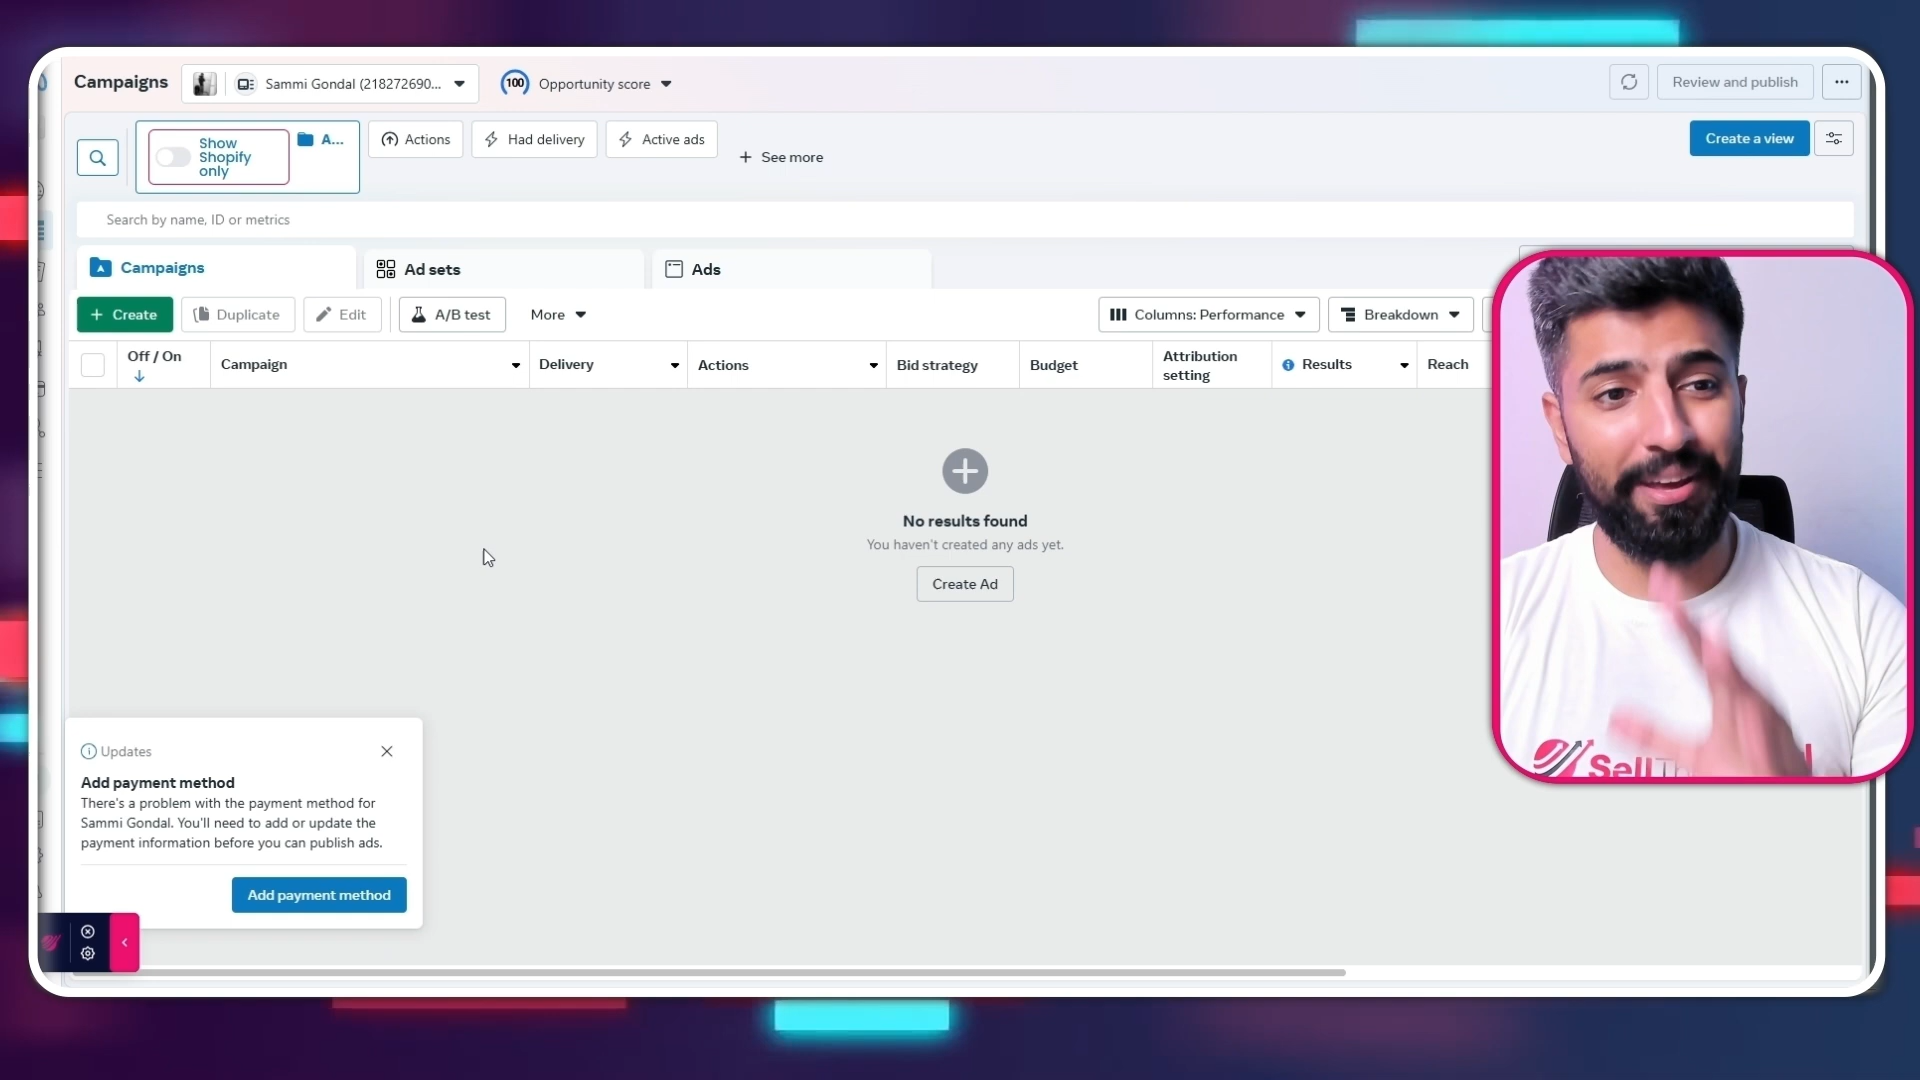 Campaigns
Sammi Gondal (218272690...
100
Opportunity score
Review and publish
Show
Shopify
only
A...
Actions
Had delivery
Active ads
See more
Create a view
Search by name, ID or metrics
Campaigns
Ad sets
Ads
Create
Duplicate
Edit
A/B test
More
Columns: Performance
Breakdown
Off / On
Campaign
Delivery
Actions
Bid strategy
Budget
Attribution
setting
Results
Reach
No results found
You haven't created any ads yet.
Create Ad
Updates
Add payment method
There's a problem with the payment method for
Sammi Gondal. You'll need to add or update the
payment information before you can publish ads.
Add payment method